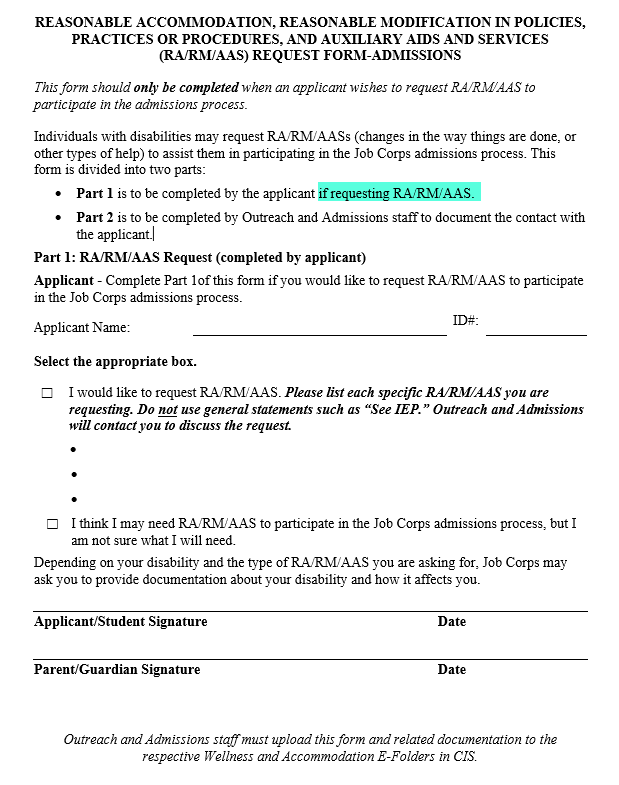 REASONABLE ACCOMMODATION, REASONABLE MODIFICATION IN POLICIES,
PRACTICES OR PROCEDURES, AND AUXILIARY AIDS AND SERVICES
(RA/RM/AAS) REQUEST FORM-ADMISSIONS
This form should only be completed when an applicant wishes to request RA/RM/AAS to
participate in the admissions process.
Individuals with disabilities may request RA/RM/AASs (changes in the way things are done, or
other types of help) to assist them in participating in the Job Corps admissions process. This
form is divided into two parts:
• Part 1 is to be completed by the applicant if requesting RA/RM/AAS.
• Part 2 is to be completed by Outreach and Admissions staff to document the contact with
the applicant.
Part 1: RA/RM/AAS Request (completed by applicant)
Applicant - Complete Part 1of this form if you would like to request RA/RM/AAS to participate
in the Job Corps admissions process.
Applicant Name: ID#:
Select the appropriate box.
☐ I would like to request RA/RM/AAS. Please list each specific RA/RM/AAS you are
requesting. Do not use general statements such as “See IEP.” Outreach and Admissions
will contact you to discuss the request.
•
•
•
☐ I think I may need RA/RM/AAS to participate in the Job Corps admissions process, but I
am not sure what I will need.
Depending on your disability and the type of RA/RM/AAS you are asking for, Job Corps may
ask you to provide documentation about your disability and how it affects you.
Applicant/Student Signature Date
Parent/Guardian Signature Date
Outreach and Admissions staff must upload this form and related documentation to the
respective Wellness and Accommodation E-Folders in CIS.